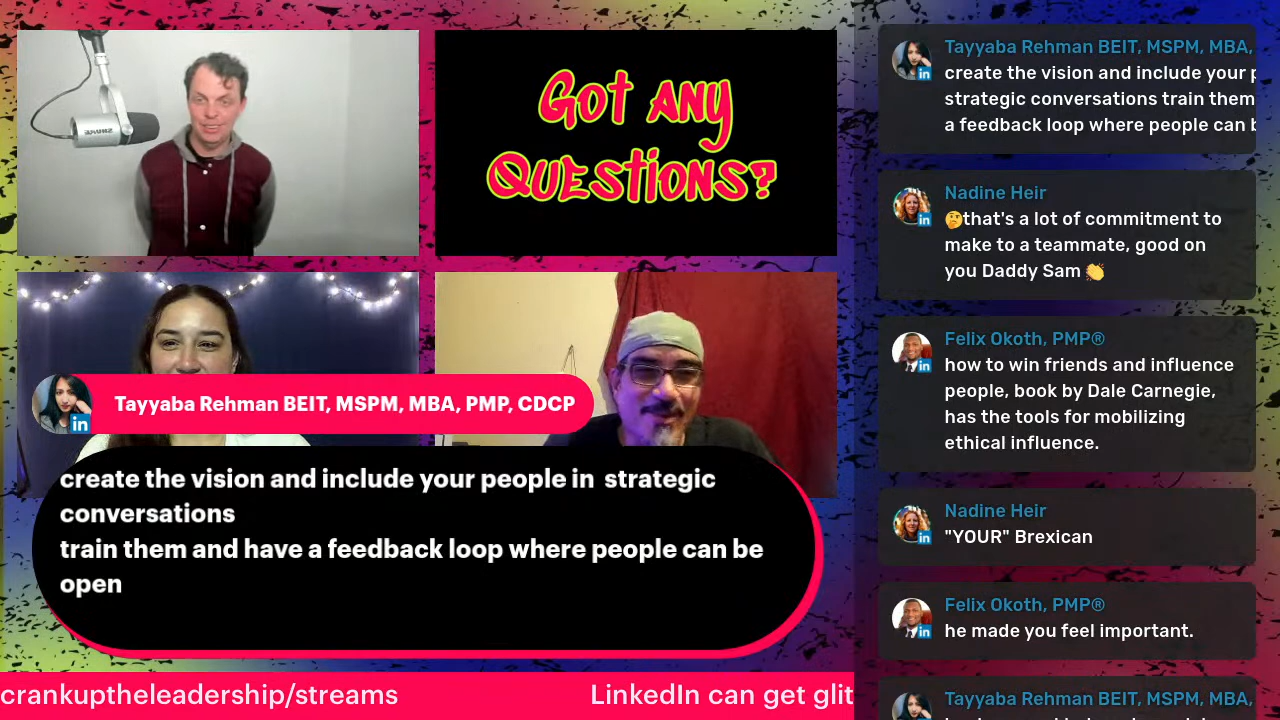 SHURE
Got any
Questions?
Tayyaba Rehman BEIT, MSPM, MBA, PMP, CDCP
create the vision and include your people in strategic
conversations
train them and have a feedback loop where people can be
open
crankuptheleadership/streams
LinkedIn can get glit
Tayyaba Rehman BEIT, MSPM, MBA,
create the vision and include your p
strategic conversations train them
a feedback loop where people can b
Nadine Heir
🤔that's a lot of commitment to
make to a teammate, good on
you Daddy Sam 👏
Felix Okoth, PMP®
how to win friends and influence
people, book by Dale Carnegie,
has the tools for mobilizing
ethical influence.
Nadine Heir
"YOUR" Brexican
Felix Okoth, PMP®
he made you feel important.
Tayyaba Rehman BEIT, MSPM, MBA,